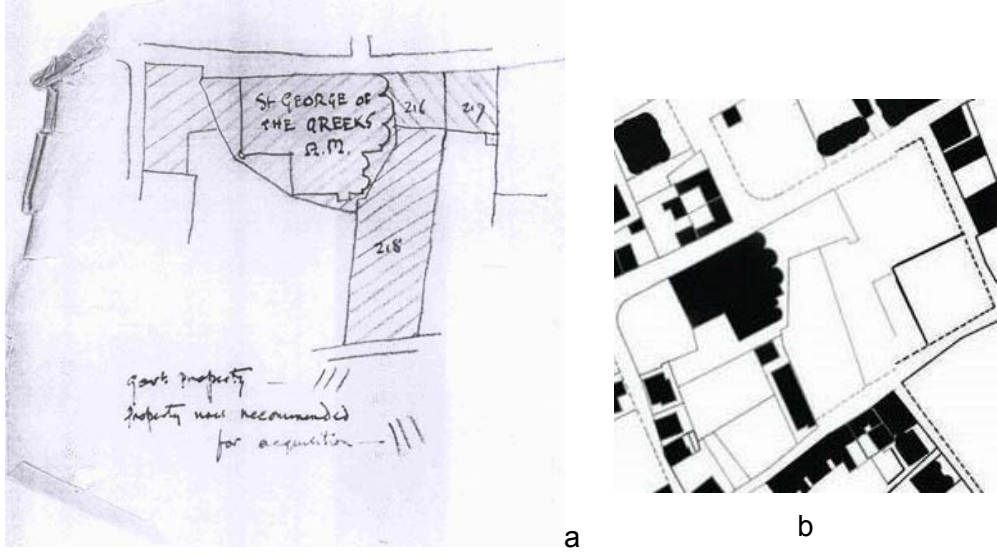 St GEORGE OF
THE GREEKS
A.M.
216
217
218
Govt property — ///
Property now recommended
for acquisition — \\\
a
b